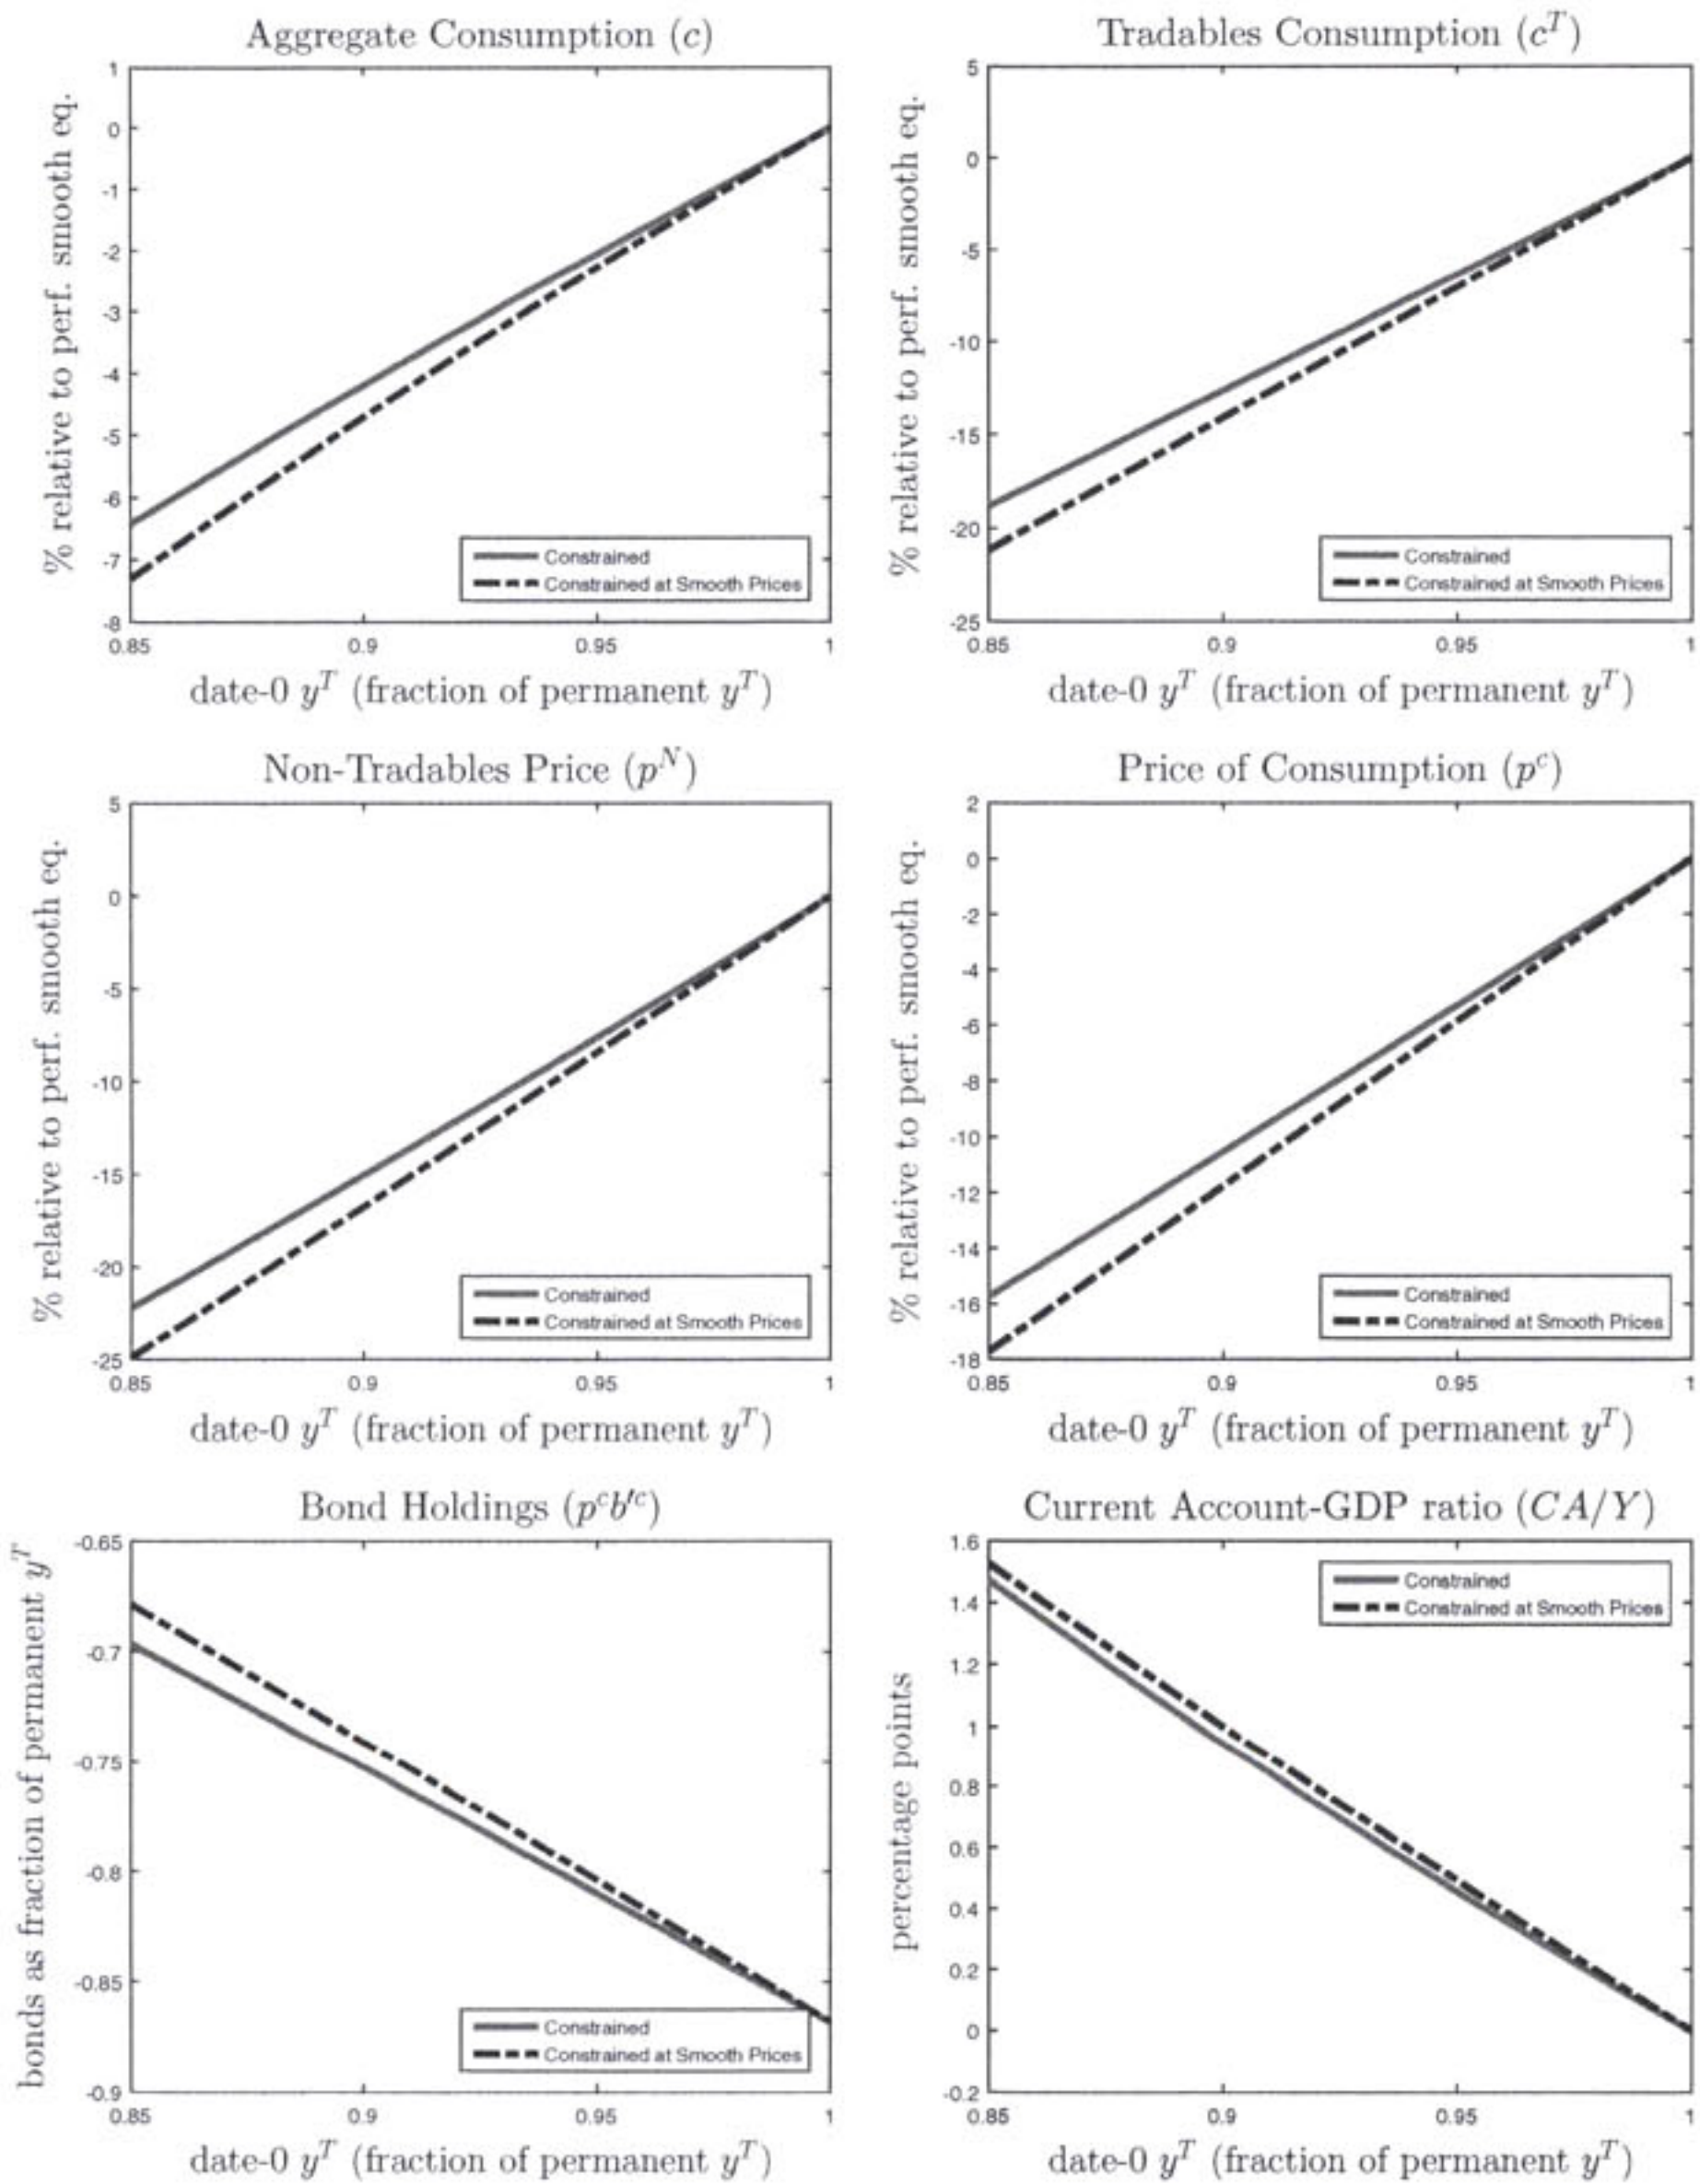 Aggregate Consumption (c)
% relative to perf. smooth eq.
1
0
-1
-2
-3
-4
-5
-6
-7
-8
Constrained
Constrained at Smooth Prices
0.85 0.9 0.95 1
date-0 y^T (fraction of permanent y^T)
Tradables Consumption (c^T)
% relative to perf. smooth eq.
5
0
-5
-10
-15
-20
-25
Constrained
Constrained at Smooth Prices
0.85 0.9 0.95 1
date-0 y^T (fraction of permanent y^T)
Non-Tradables Price (p^N)
% relative to perf. smooth eq.
5
0
-5
-10
-15
-20
-25
Constrained
Constrained at Smooth Prices
0.85 0.9 0.95 1
date-0 y^T (fraction of permanent y^T)
Price of Consumption (p^c)
% relative to perf. smooth eq.
2
0
-2
-4
-6
-8
-10
-12
-14
-16
-18
Constrained
Constrained at Smooth Prices
0.85 0.9 0.95 1
date-0 y^T (fraction of permanent y^T)
Bond Holdings (p^c b'^c)
bonds as fraction of permanent y^T
-0.65
-0.7
-0.75
-0.8
-0.85
-0.9
Constrained
Constrained at Smooth Prices
0.85 0.9 0.95 1
date-0 y^T (fraction of permanent y^T)
Current Account-GDP ratio (CA/Y)
percentage points
1.6
1.4
1.2
1
0.8
0.6
0.4
0.2
0
-0.2
Constrained
Constrained at Smooth Prices
0.85 0.9 0.95 1
date-0 y^T (fraction of permanent y^T)